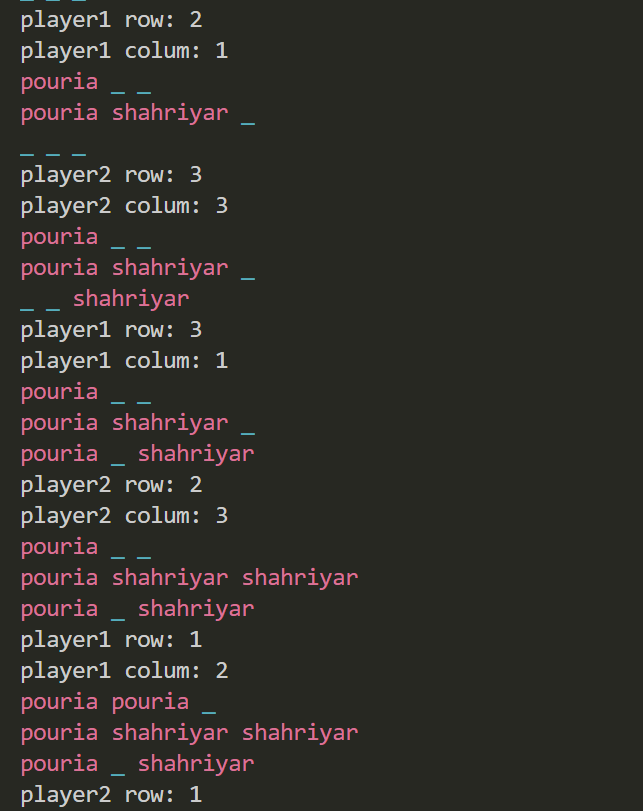 _ _ _
player1 row: 2
player1 colum: 1
pouria _ _
pouria shahriyar _
_ _ _
player2 row: 3
player2 colum: 3
pouria _ _
pouria shahriyar _
_ _ shahriyar
player1 row: 3
player1 colum: 1
pouria _ _
pouria shahriyar _
pouria _ shahriyar
player2 row: 2
player2 colum: 3
pouria _ _
pouria shahriyar shahriyar
pouria _ shahriyar
player1 row: 1
player1 colum: 2
pouria pouria _
pouria shahriyar shahriyar
pouria _ shahriyar
player2 row: 1